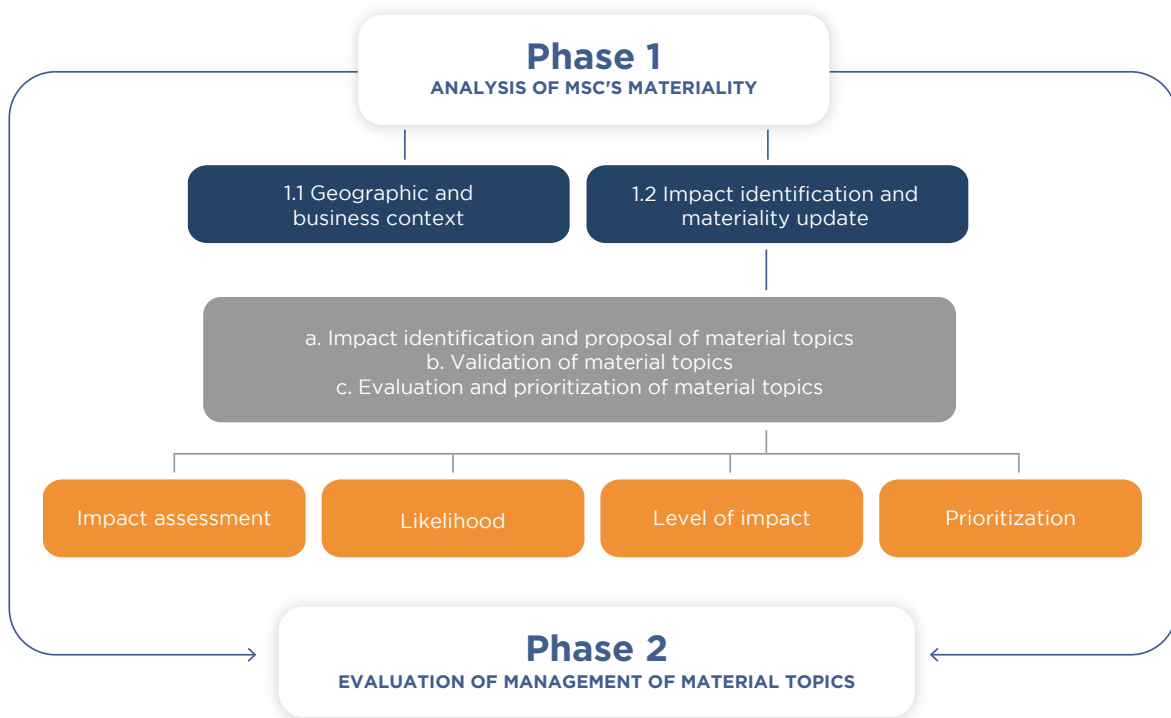 Phase 1
ANALYSIS OF MSC'S MATERIALITY
1.1 Geographic and
business context
1.2 Impact identification and
materiality update
a. Impact identification and proposal of material topics
b. Validation of material topics
c. Evaluation and prioritization of material topics
Impact assessment
Likelihood
Level of impact
Prioritization
Phase 2
EVALUATION OF MANAGEMENT OF MATERIAL TOPICS